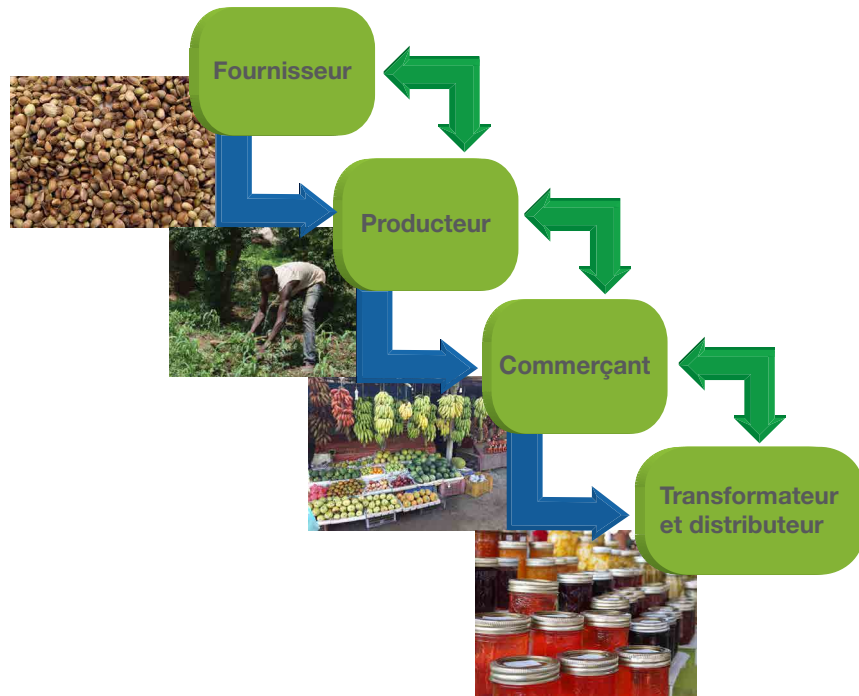 Fournisseur
Producteur
Commerçant
Transformateur
et distributeur